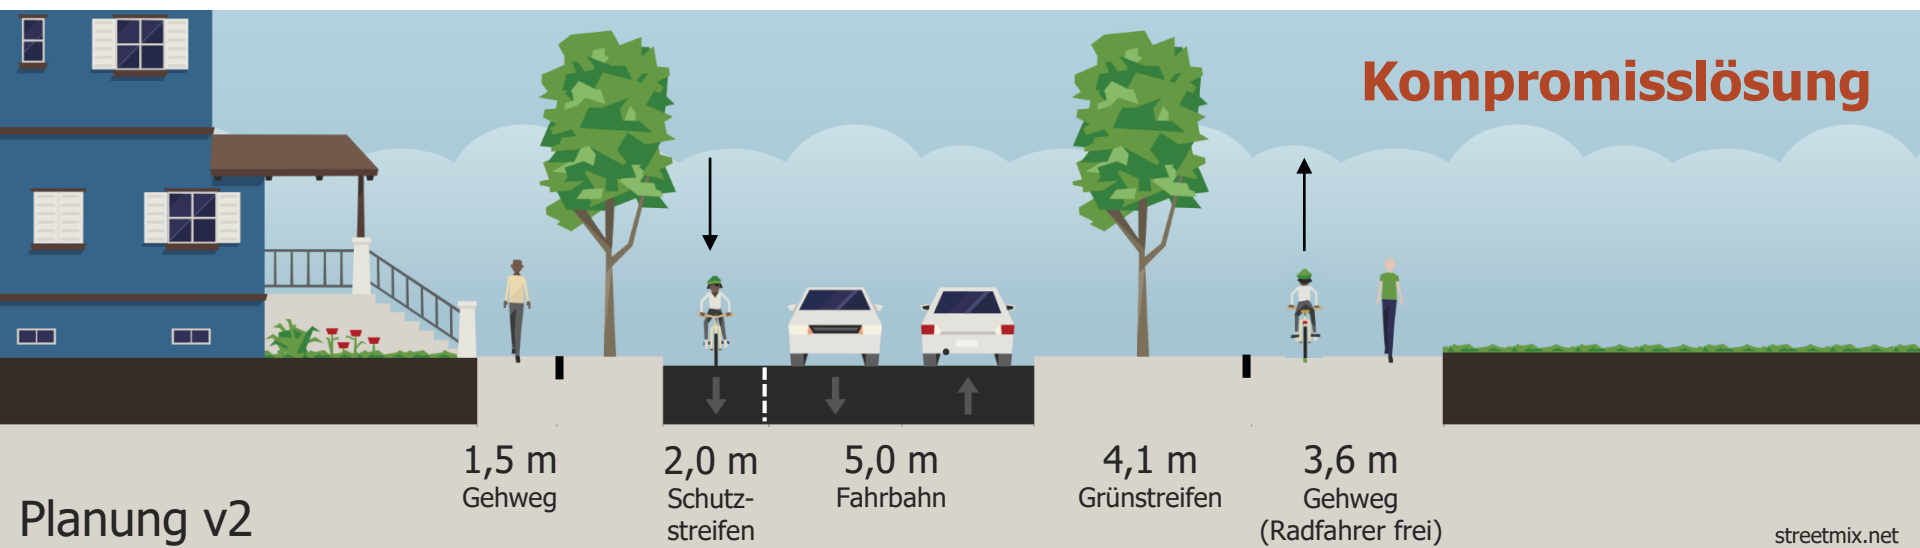 Kompromisslösung
1,5 m
Gehweg
2,0 m
Schutz-
streifen
5,0 m
Fahrbahn
4,1 m
Grünstreifen
3,6 m
Gehweg
(Radfahrer frei)
Planung v2
streetmix.net